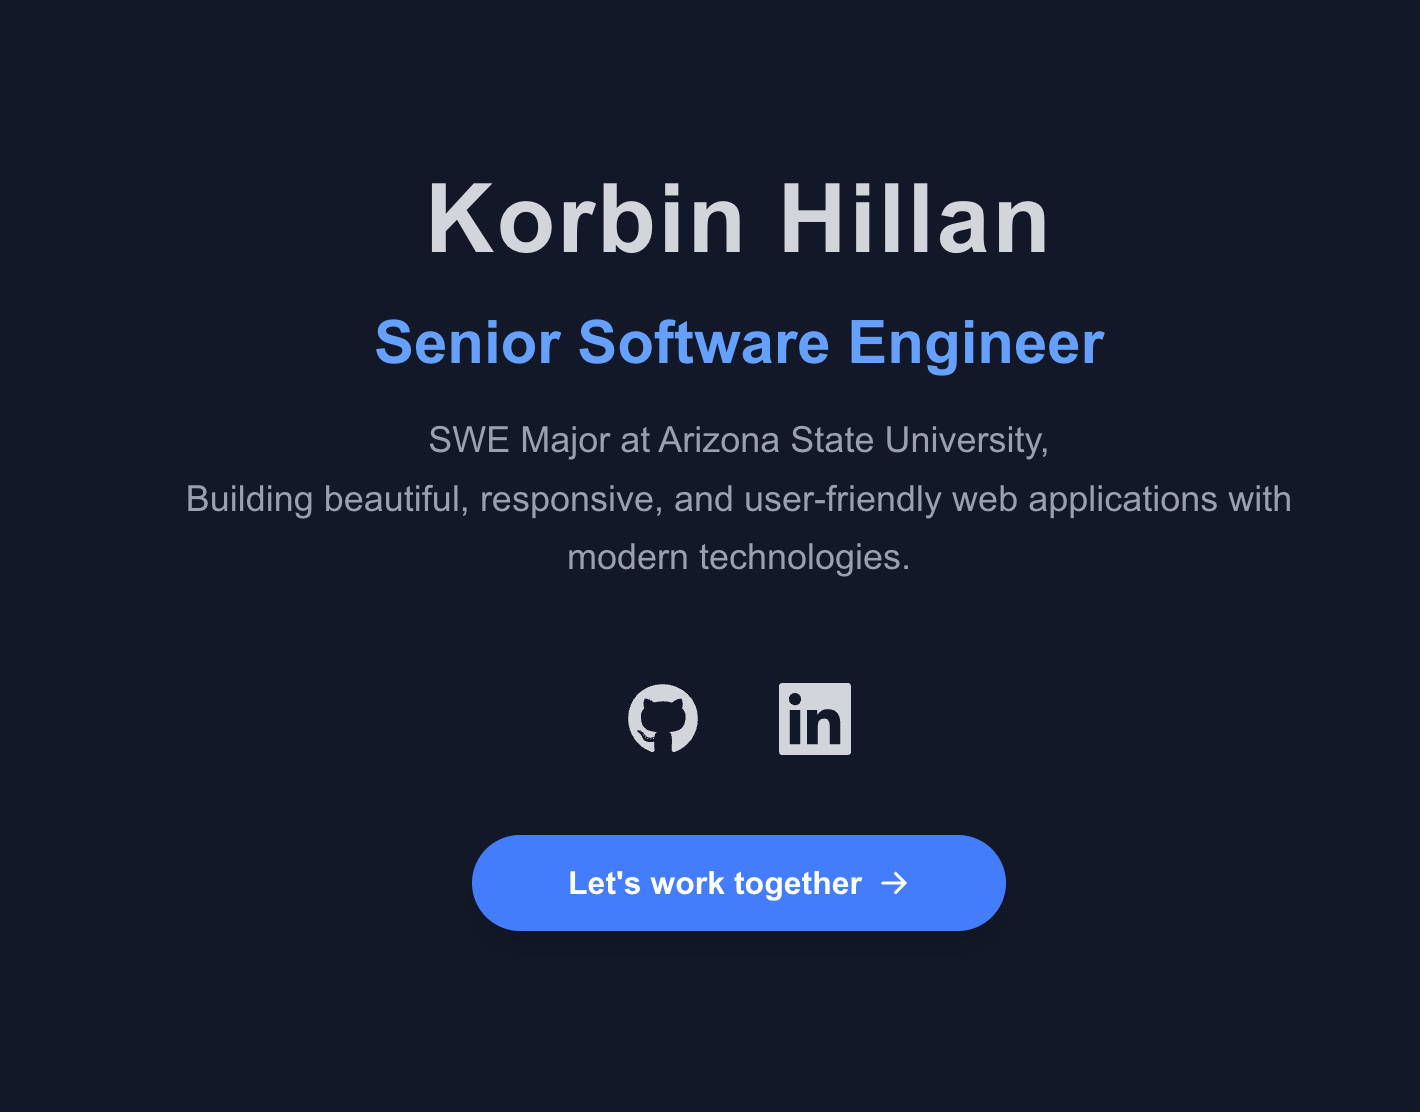 Korbin Hillan
Senior Software Engineer
SWE Major at Arizona State University,
Building beautiful, responsive, and user-friendly web applications with
modern technologies.
in
Let's work together →